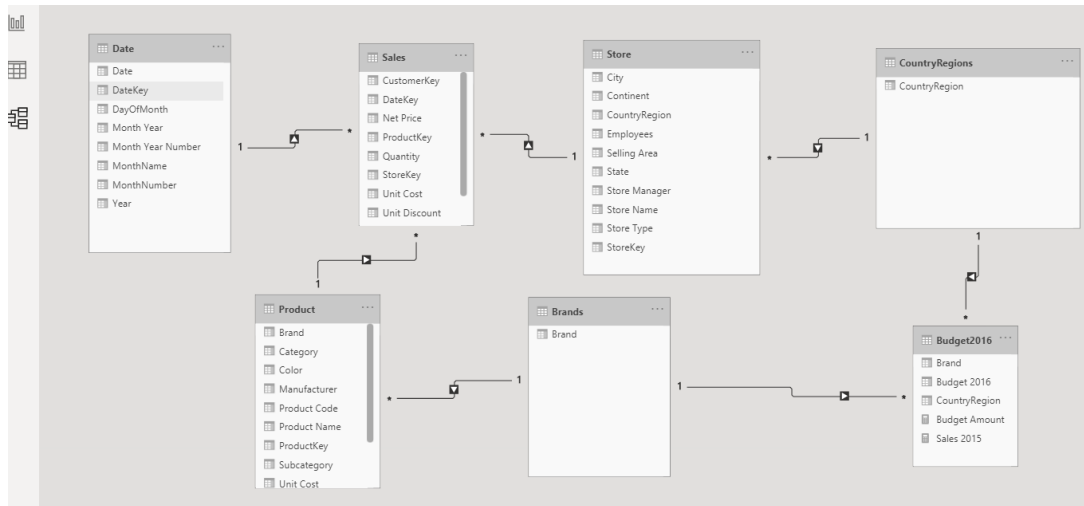 Date
Date
DateKey
DayOfMonth
Month Year
Month Year Number
MonthName
MonthNumber
Year
1
*
Sales
CustomerKey
DateKey
Net Price
ProductKey
Quantity
StoreKey
Unit Cost
Unit Discount
*
1
Store
City
Continent
CountryRegion
Employees
Selling Area
State
Store Manager
Store Name
Store Type
StoreKey
*
1
CountryRegions
CountryRegion
*
1
1
*
Product
Brand
Category
Color
Manufacturer
Product Code
Product Name
ProductKey
Subcategory
Unit Cost
*
1
Brands
Brand
1
*
Budget2016
Brand
Budget 2016
CountryRegion
Budget Amount
Sales 2015